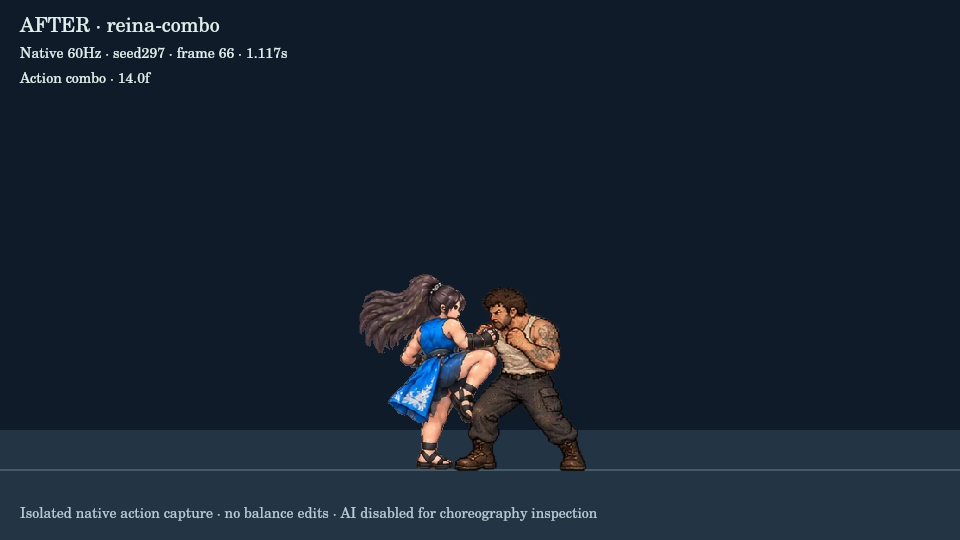 AFTER · reina-combo
Native 60Hz · seed297 · frame 66 · 1.117s
Action combo · 14.0f
Isolated native action capture · no balance edits · AI disabled for choreography inspection